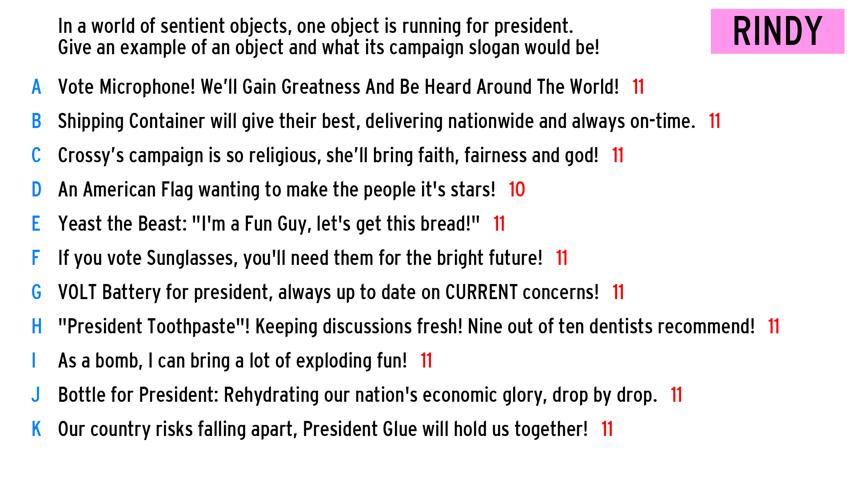 In a world of sentient objects, one object is running for president.
Give an example of an object and what its campaign slogan would be!
RINDY
A Vote Microphone! We'll Gain Greatness And Be Heard Around The World! 11
B Shipping Container will give their best, delivering nationwide and always on-time. 11
C Crossy's campaign is so religious, she'll bring faith, fairness and god! 11
D An American Flag wanting to make the people it's stars! 10
E Yeast the Beast: "I'm a Fun Guy, let's get this bread!" 11
F If you vote Sunglasses, you'll need them for the bright future! 11
G VOLT Battery for president, always up to date on CURRENT concerns! 11
H "President Toothpaste"! Keeping discussions fresh! Nine out of ten dentists recommend! 11
I As a bomb, I can bring a lot of exploding fun! 11
J Bottle for President: Rehydrating our nation's economic glory, drop by drop. 11
K Our country risks falling apart, President Glue will hold us together! 11